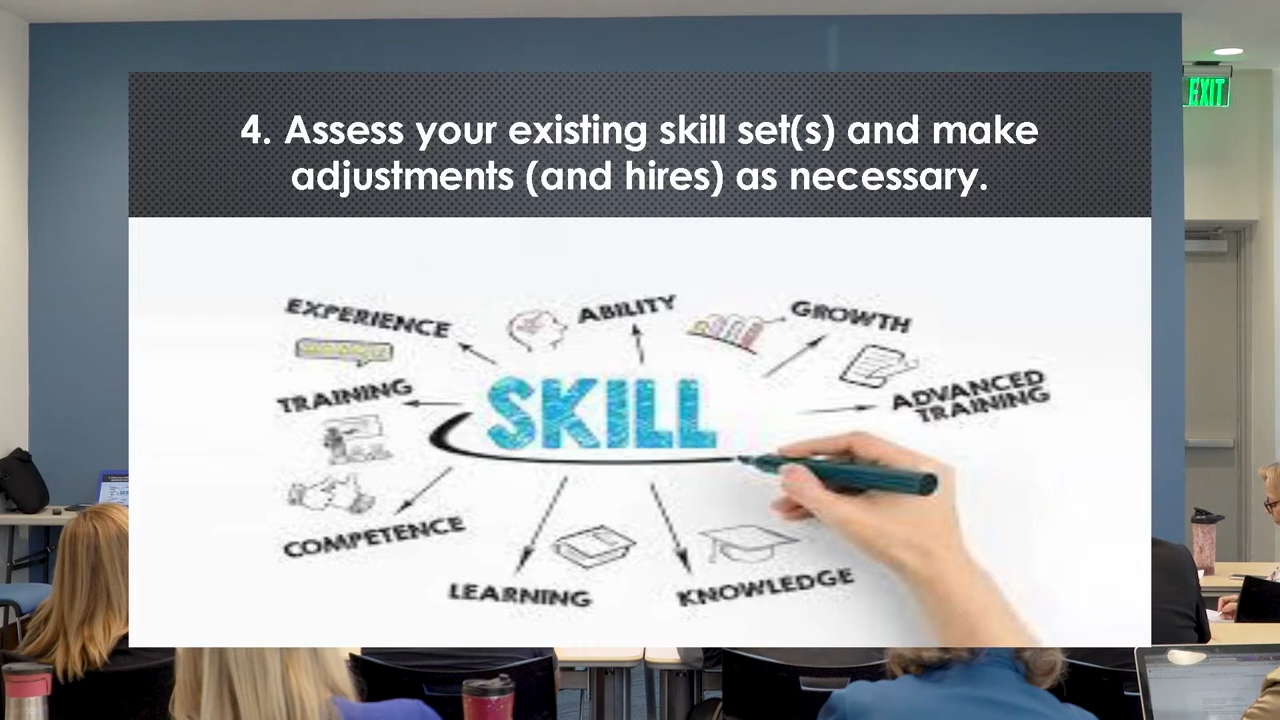 4. Assess your existing skill set(s) and make
adjustments (and hires) as necessary.
EXIT
EXPERIENCE
ABILITY
GROWTH
TRAINING
SKILL
ADVANCED
TRAINING
COMPETENCE
LEARNING
KNOWLEDGE